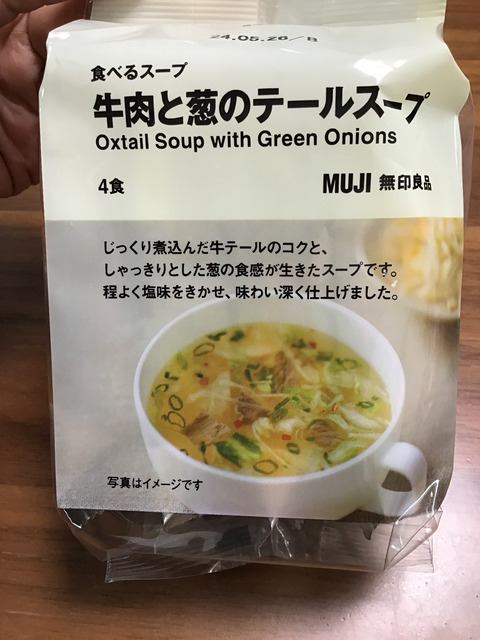 24.05.26/B
食べるスープ
牛肉と葱のテールスープ
Oxtail Soup with Green Onions
4食
MUJI 無印良品
じっくり煮込んだ牛テールのコクと、
しゃっきりとした葱の食感が生きたスープです。
程よく塩味をきかせ、味わい深く仕上げました。
写真はイメージです